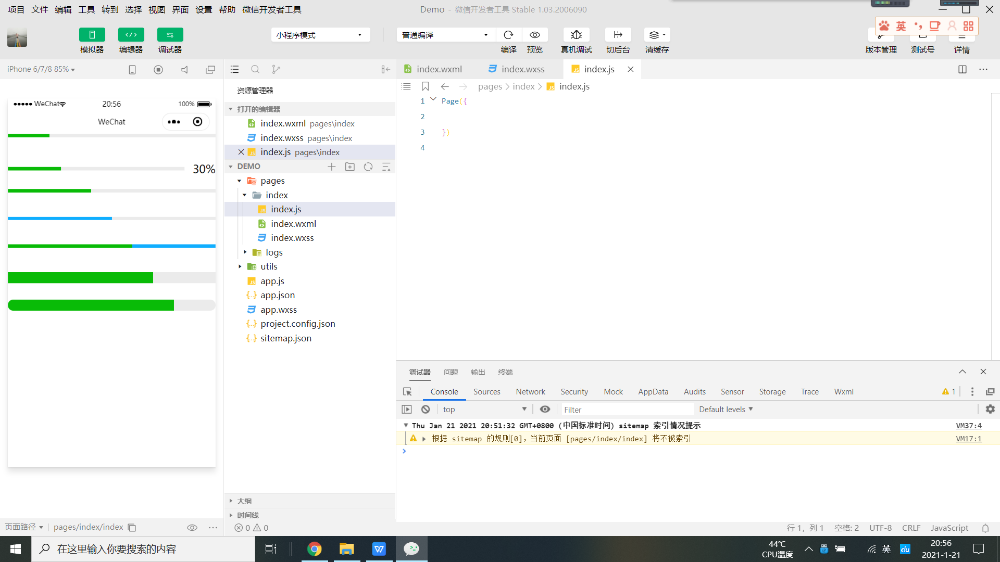 项目 文件 编辑 工具 转到 选择 视图 界面 设置 帮助 微信开发者工具
Demo - 微信开发者工具 Stable 1.03.2006090
英
模拟器 编辑器 调试器
小程序模式
普通编译
编译 预览 真机调试 切后台 清缓存
版本管理 测试号 详情
iPhone 6/7/8 85%
WeChat 20:56 100%
WeChat
30%
资源管理器
打开的编辑器
index.wxml pages\index
index.wxss pages\index
index.js pages\index
DEMO
pages
index
index.js
index.wxml
index.wxss
logs
utils
app.js
app.json
app.wxss
project.config.json
sitemap.json
大纲
时间线
index.wxml index.wxss index.js
pages > index > index.js
1 Page({
2
3 })
4
调试器 问题 输出 终端
Console Sources Network Security Mock AppData Audits Sensor Storage Trace Wxml 1
top Filter Default levels
Thu Jan 21 2021 20:51:32 GMT+0800 (中国标准时间) sitemap 索引情况提示 VM37:4
根据 sitemap 的规则[0]，当前页面 [pages/index/index] 将不被索引 VM17:1
页面路径 pages/index/index
0 0
行 1，列 1 空格: 2 UTF-8 CRLF JavaScript
在这里输入你要搜索的内容
44℃
CPU温度
英
du
20:56
2021-1-21